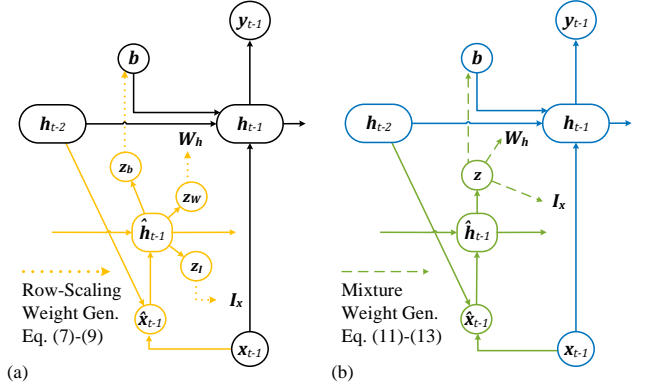 y_{t-1}
b
h_{t-2}
h_{t-1}
W_h
z_b
z_W
ĥ_{t-1}
z_I
Row-Scaling
Weight Gen.
Eq. (7)-(9)
I_x
x̂_{t-1}
x_{t-1}
(a)
y_{t-1}
b
h_{t-2}
h_{t-1}
W_h
z
I_x
ĥ_{t-1}
Mixture
Weight Gen.
Eq. (11)-(13)
x̂_{t-1}
x_{t-1}
(b)